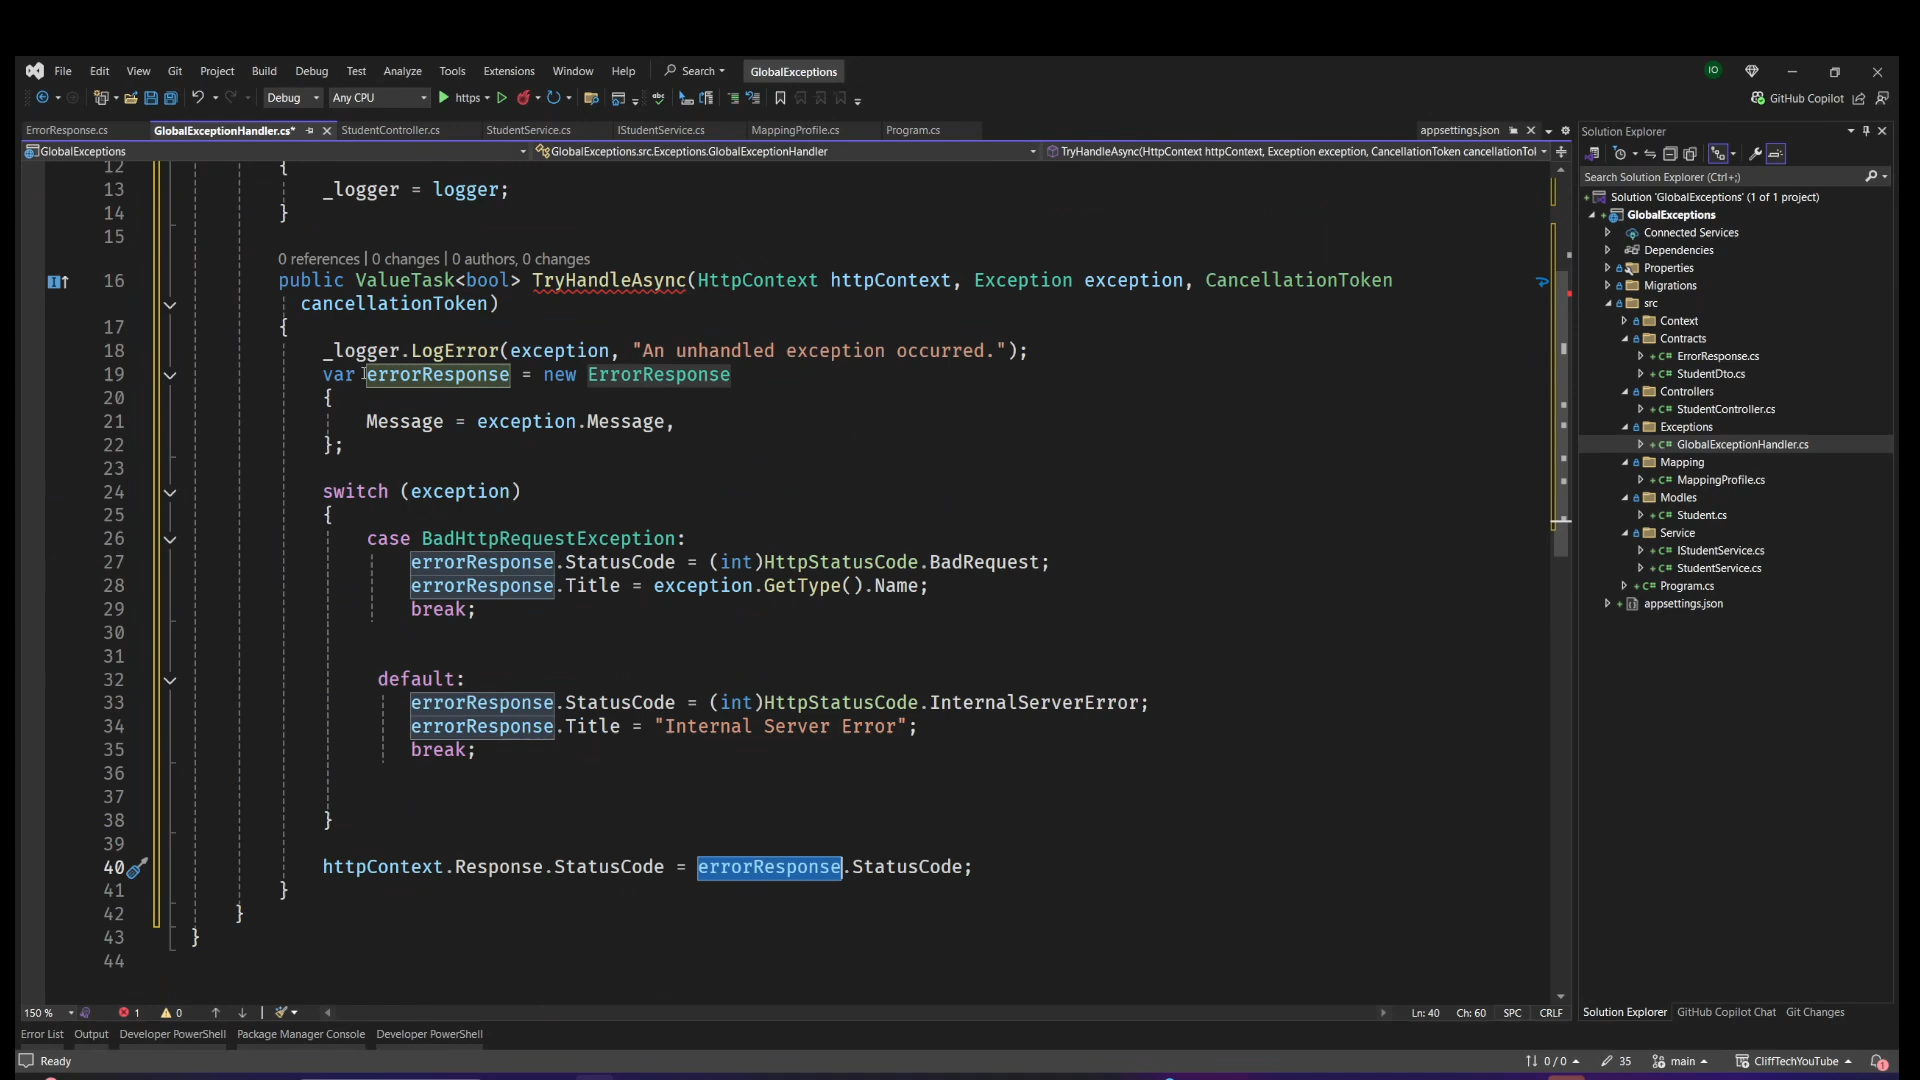 File Edit View Git Project Build Debug Test Analyze Tools Extensions Window Help Search GlobalExceptions IO
Debug Any CPU https GitHub Copilot
ErrorResponse.cs GlobalExceptionHandler.cs* StudentController.cs StudentService.cs IStudentService.cs MappingProfile.cs Program.cs appsettings.json
GlobalExceptions GlobalExceptions.src.Exceptions.GlobalExceptionHandler TryHandleAsync(HttpContext httpContext, Exception exception, CancellationToken cancellationTol
12 {
13 _logger = logger;
14 }
15
0 references | 0 changes | 0 authors, 0 changes
16 public ValueTask<bool> TryHandleAsync(HttpContext httpContext, Exception exception, CancellationToken
cancellationToken)
17 {
18 _logger.LogError(exception, "An unhandled exception occurred.");
19 var errorResponse = new ErrorResponse
20 {
21 Message = exception.Message,
22 };
23
24 switch (exception)
25 {
26 case BadHttpRequestException:
27 errorResponse.StatusCode = (int)HttpStatusCode.BadRequest;
28 errorResponse.Title = exception.GetType().Name;
29 break;
30
31
32 default:
33 errorResponse.StatusCode = (int)HttpStatusCode.InternalServerError;
34 errorResponse.Title = "Internal Server Error";
35 break;
36
37
38 }
39
40 httpContext.Response.StatusCode = errorResponse.StatusCode;
41 }
42 }
43 }
44
150 % 1 0 Ln: 40 Ch: 60 SPC CRLF
Error List Output Developer PowerShell Package Manager Console Developer PowerShell
Ready 0 / 0 35 main CliffTechYouTube 1
Solution Explorer
Search Solution Explorer (Ctrl+;)
Solution 'GlobalExceptions' (1 of 1 project)
GlobalExceptions
Connected Services
Dependencies
Properties
Migrations
src
Context
Contracts
C# ErrorResponse.cs
C# StudentDto.cs
Controllers
C# StudentController.cs
Exceptions
C# GlobalExceptionHandler.cs
Mapping
C# MappingProfile.cs
Modles
C# Student.cs
Service
C# IStudentService.cs
C# StudentService.cs
C# Program.cs
appsettings.json
Solution Explorer GitHub Copilot Chat Git Changes